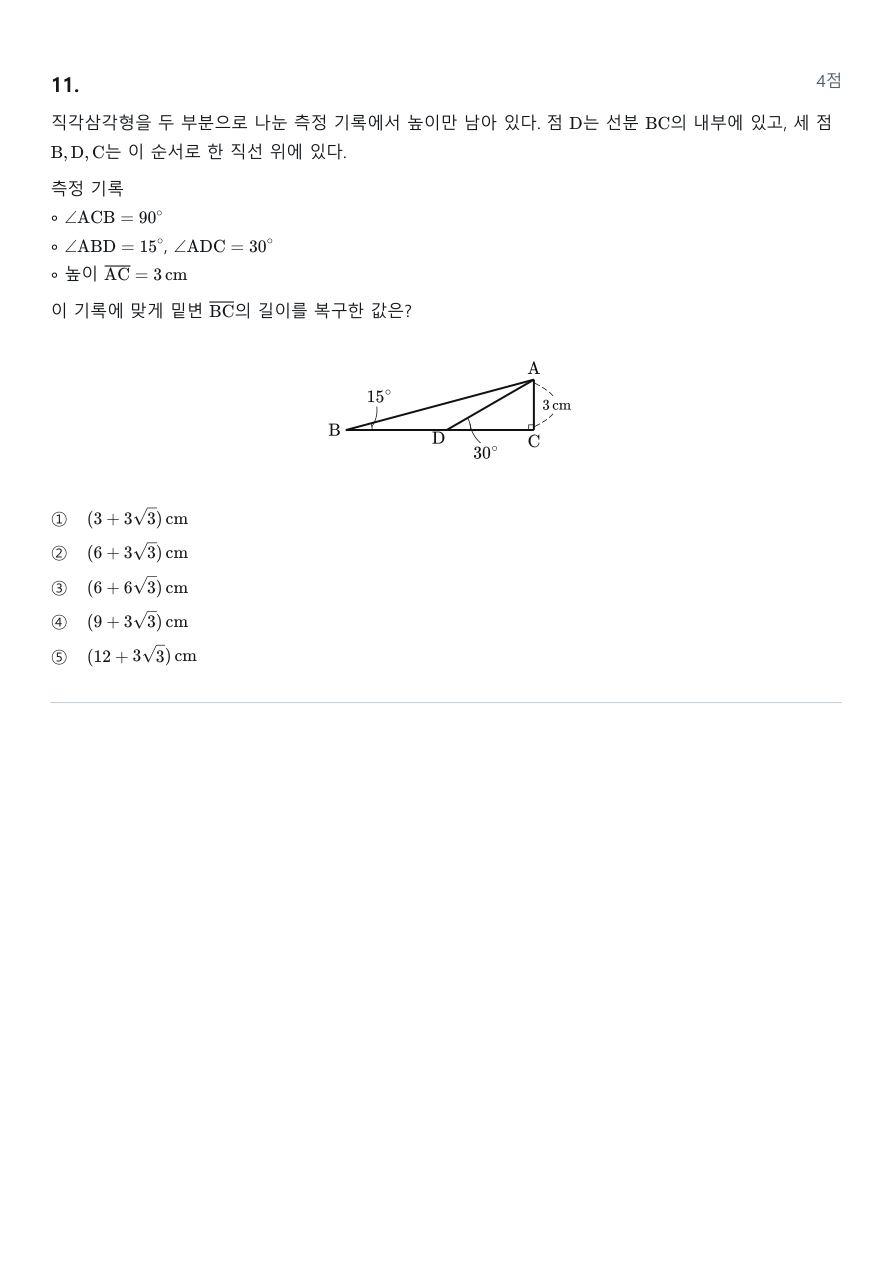 11.
4점
직각삼각형을 두 부분으로 나눈 측정 기록에서 높이만 남아 있다. 점 D는 선분 BC의 내부에 있고, 세 점
B, D, C는 이 순서로 한 직선 위에 있다.
측정 기록
∘ ∠ACB = 90°
∘ ∠ABD = 15°, ∠ADC = 30°
∘ 높이 A̅C̅ = 3 cm
이 기록에 맞게 밑변 B̅C̅의 길이를 복구한 값은?
A
15°
3 cm
B
D
C
30°
① (3 + 3√3) cm
② (6 + 3√3) cm
③ (6 + 6√3) cm
④ (9 + 3√3) cm
⑤ (12 + 3√3) cm